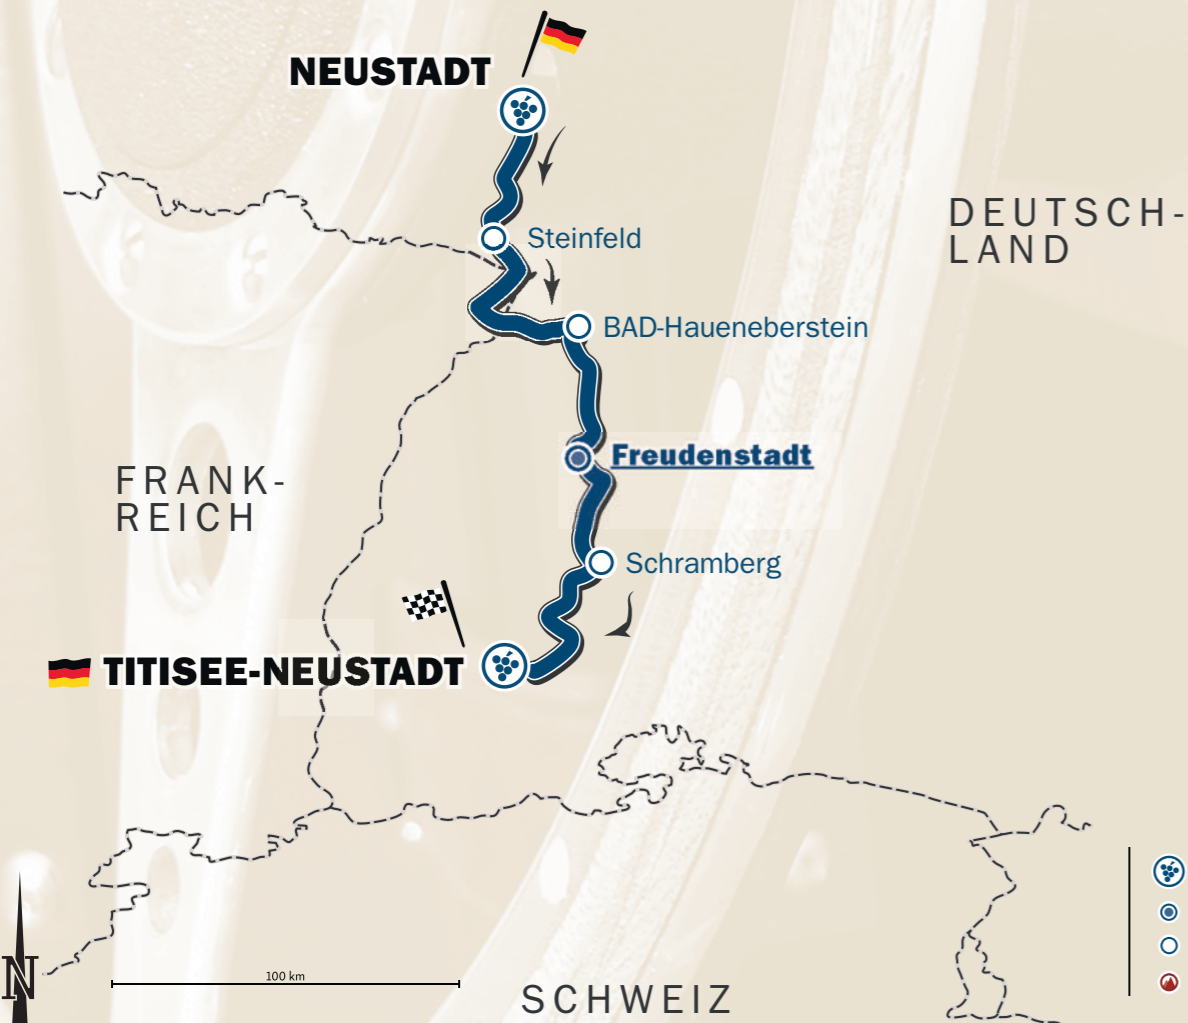 NEUSTADT
DEUTSCH-
LAND
Steinfeld
BAD-Haueneberstein
Freudenstadt
FRANK-
REICH
Schramberg
TITISEE-NEUSTADT
N
100 km
SCHWEIZ